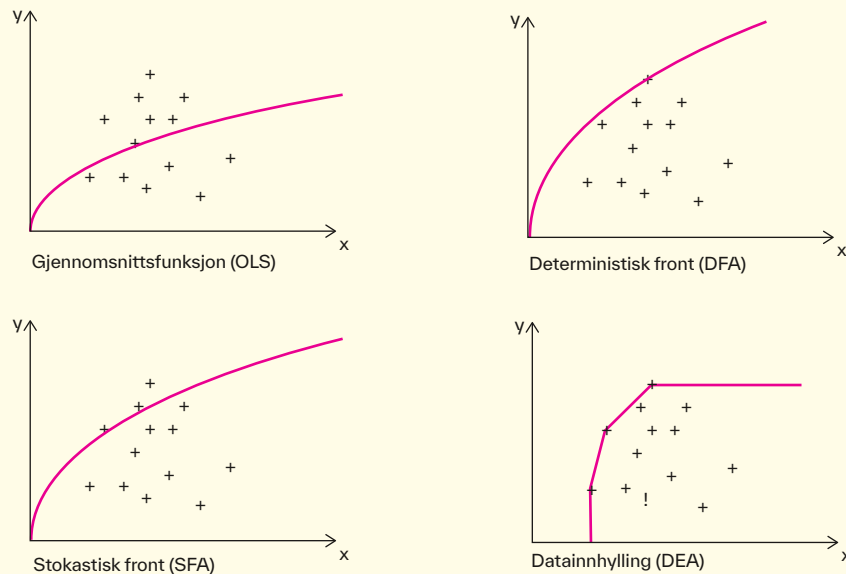 y
x
Gjennomsnittsfunksjon (OLS)
y
x
Deterministisk front (DFA)
y
x
Stokastisk front (SFA)
y
!
x
Datainnhylling (DEA)